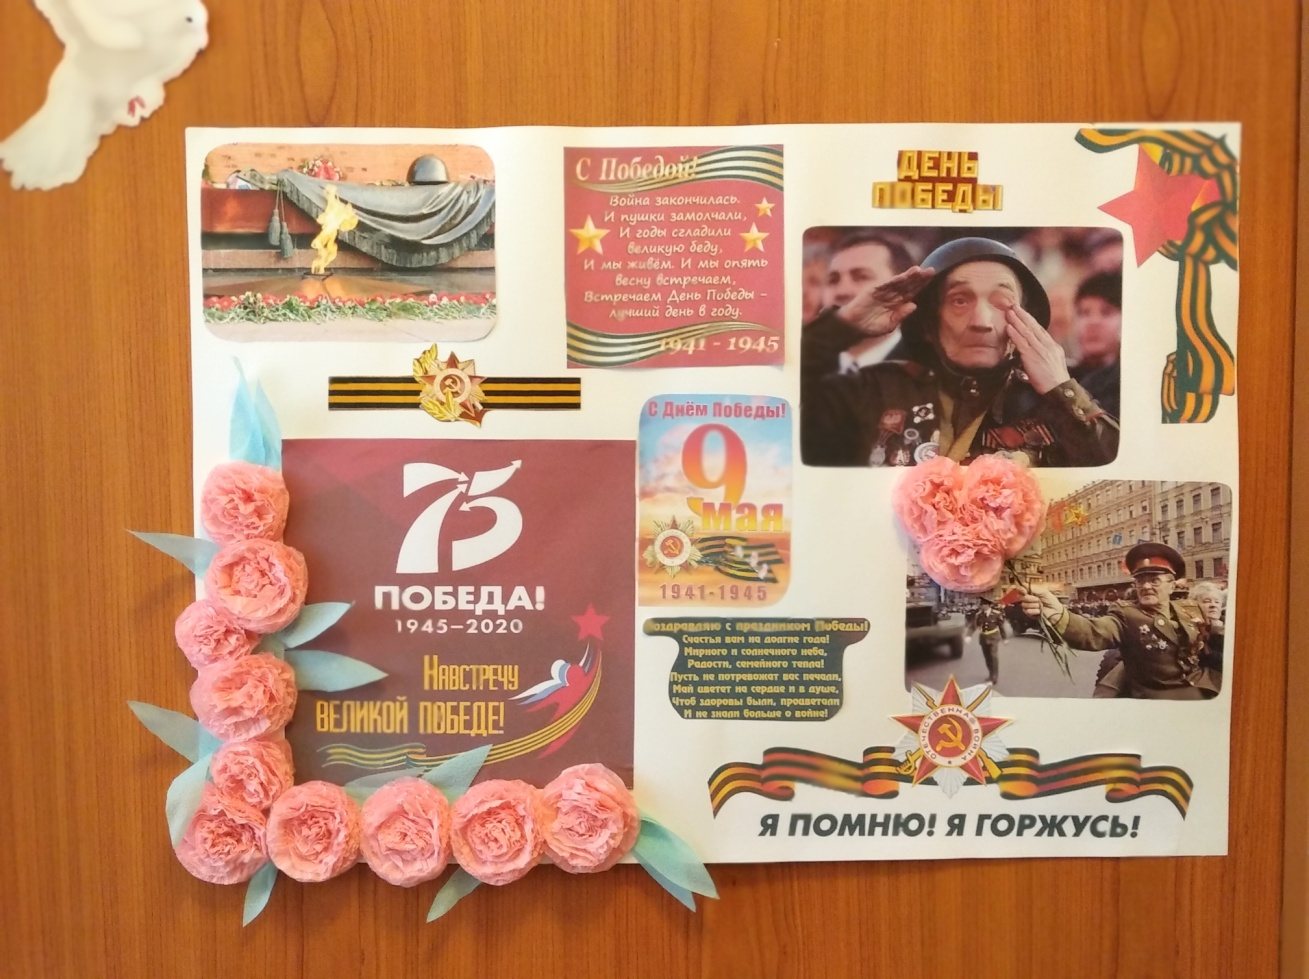 С Победой!
Война закончилась.
И пушки замолчали,
И годы сгладили
великую беду,
И мы живём. И мы опять
весну встречаем,
Встречаем День Победы –
лучший день в году.
1941 - 1945
ДЕНЬ
ПОБЕДЫ
75
ПОБЕДА!
1945–2020
НАВСТРЕЧУ
ВЕЛИКОЙ ПОБЕДЕ!
С Днём Победы!
9
мая
1941-1945
Поздравляю с праздником Победы!
Счастья вам на долгие года!
Мирного и солнечного неба,
Радости, семейного тепла!
Пусть не потревожат вас печали,
Май цветет на сердце и в душе,
Чтоб здоровы были, процветали
И не знали больше о войне!
ОТЕЧЕСТВЕННАЯ ВОЙНА
Я ПОМНЮ! Я ГОРЖУСЬ!